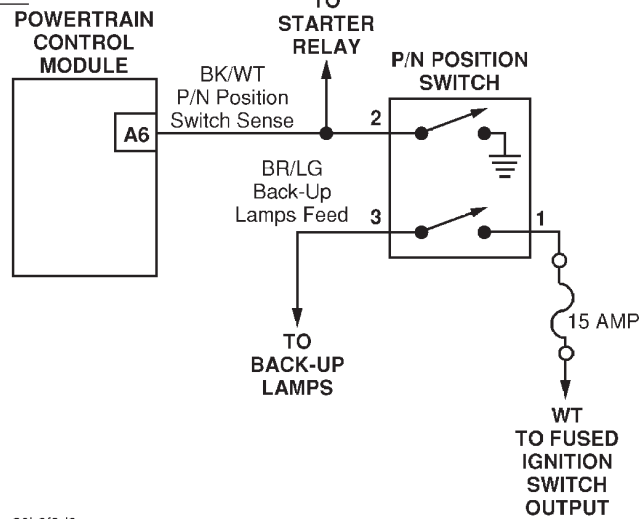 TO
STARTER
RELAY
POWERTRAIN
CONTROL
MODULE
BK/WT
P/N Position
Switch Sense
P/N POSITION
SWITCH
A6
2
BR/LG
Back-Up
Lamps Feed
3
1
15 AMP
TO
BACK-UP
LAMPS
WT
TO FUSED
IGNITION
SWITCH
OUTPUT